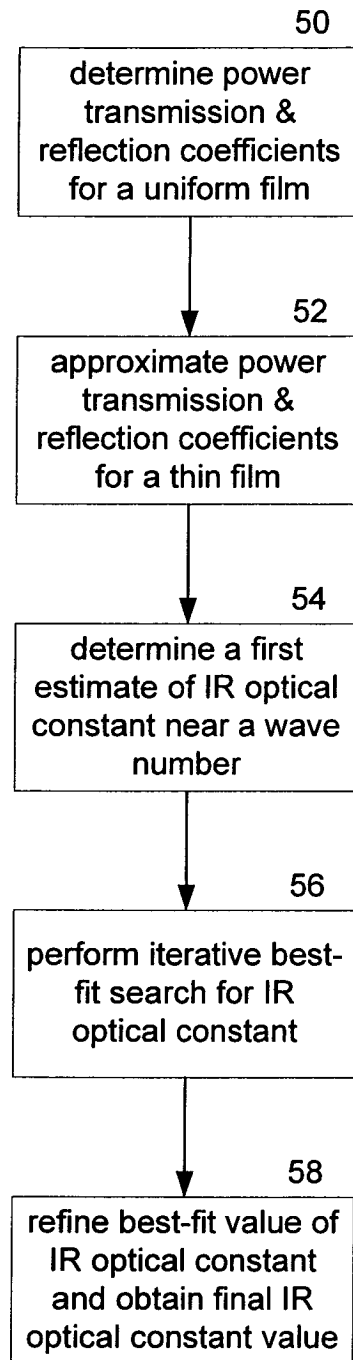 50
determine power
transmission &
reflection coefficients
for a uniform film
52
approximate power
transmission &
reflection coefficients
for a thin film
54
determine a first
estimate of IR optical
constant near a wave
number
56
perform iterative best-
fit search for IR
optical constant
58
refine best-fit value of
IR optical constant
and obtain final IR
optical constant value